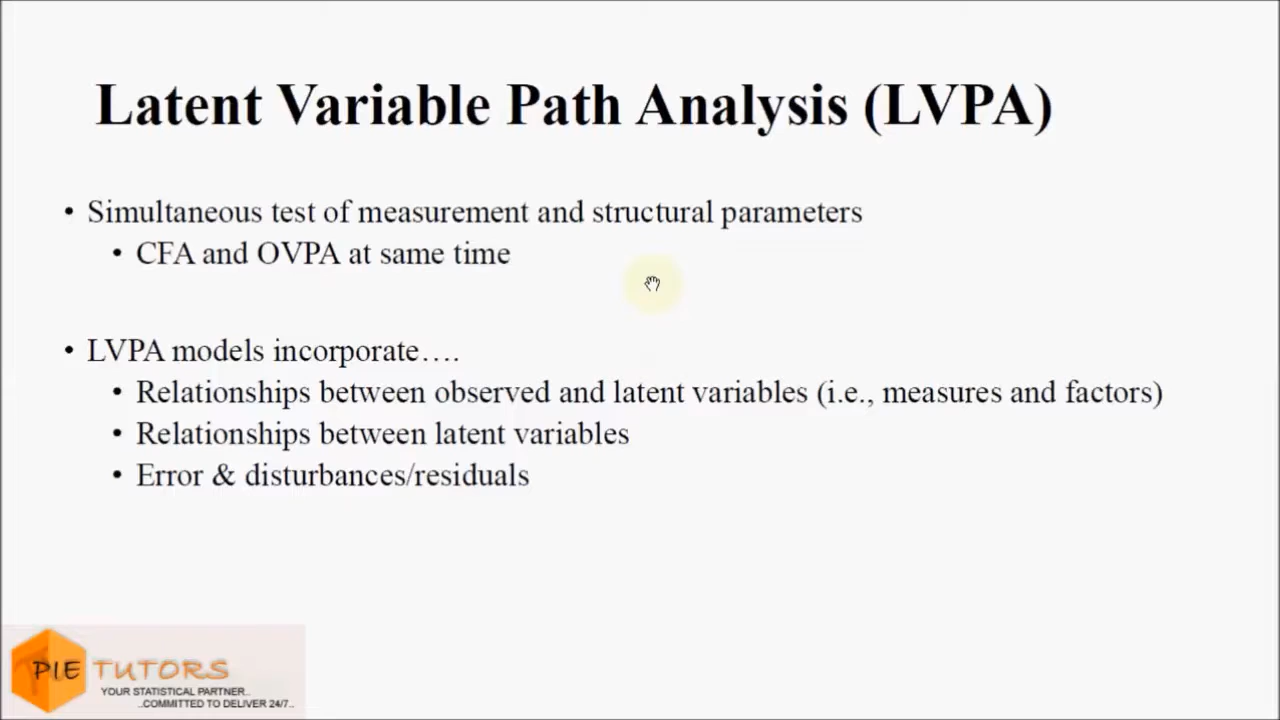 Latent Variable Path Analysis (LVPA)
• Simultaneous test of measurement and structural parameters
• CFA and OVPA at same time
• LVPA models incorporate….
• Relationships between observed and latent variables (i.e., measures and factors)
• Relationships between latent variables
• Error & disturbances/residuals
PIE TUTORS
YOUR STATISTICAL PARTNER..
..COMMITTED TO DELIVER 24/7..